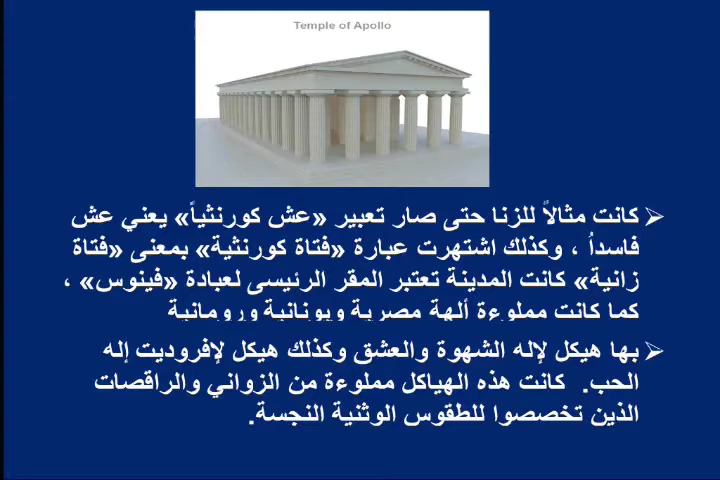 Temple of Apollo
كانت مثالاً للزنا حتى صار تعبير «عش كورنثياً» يعني عش
فاسداُ ، وكذلك اشتهرت عبارة «فتاة كورنثية» بمعنى «فتاة
زانية» كانت المدينة تعتبر المقر الرئيسى لعبادة «فينوس» ،
كما كانت مملوءة ألهة مصرية ويونانية ورومانية
بها هيكل لإله الشهوة والعشق وكذلك هيكل لإفروديت إله
الحب. كانت هذه الهياكل مملوءة من الزواني والراقصات
الذين تخصصوا للطقوس الوثنية النجسة.